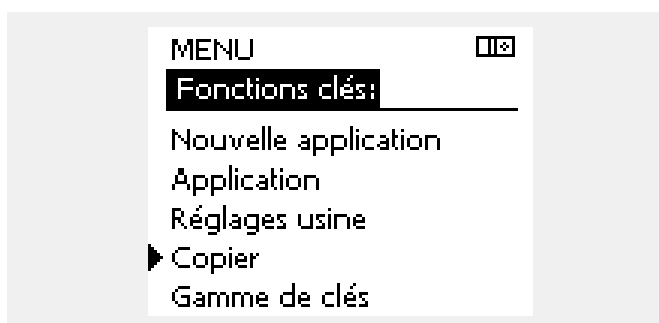 MENU
Fonctions clés:
Nouvelle application
Application
Réglages usine
Copier
Gamme de clés